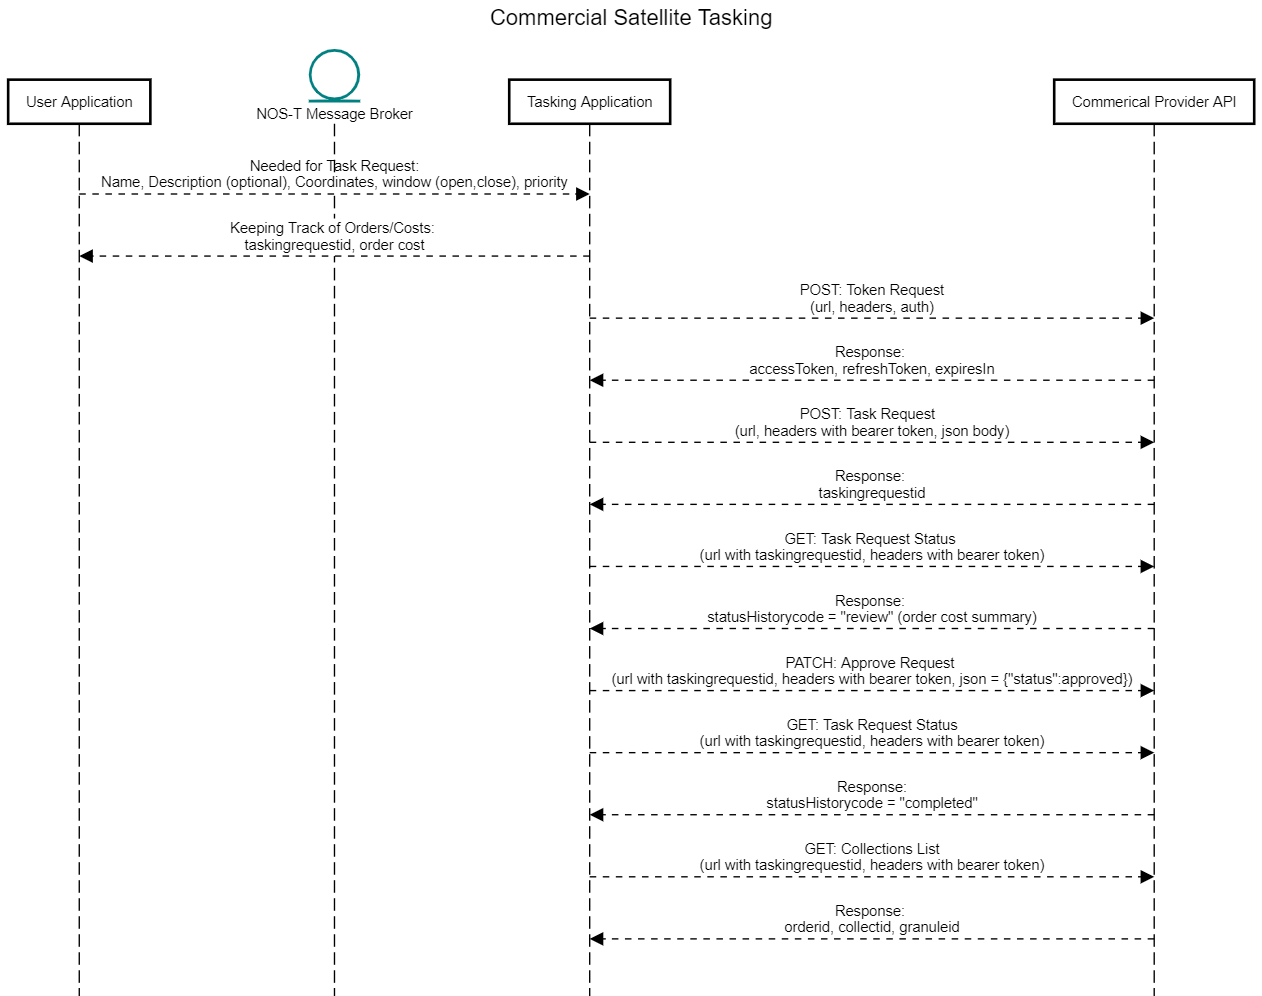 Commercial Satellite Tasking
User Application
NOS-T Message Broker
Tasking Application
Commerical Provider API
Needed for Task Request:
Name, Description (optional), Coordinates, window (open,close), priority
Keeping Track of Orders/Costs:
taskingrequestid, order cost
POST: Token Request
(url, headers, auth)
Response:
accessToken, refreshToken, expiresIn
POST: Task Request
(url, headers with bearer token, json body)
Response:
taskingrequestid
GET: Task Request Status
(url with taskingrequestid, headers with bearer token)
Response:
statusHistorycode = "review" (order cost summary)
PATCH: Approve Request
(url with taskingrequestid, headers with bearer token, json = {"status":approved})
GET: Task Request Status
(url with taskingrequestid, headers with bearer token)
Response:
statusHistorycode = "completed"
GET: Collections List
(url with taskingrequestid, headers with bearer token)
Response:
orderid, collectid, granuleid